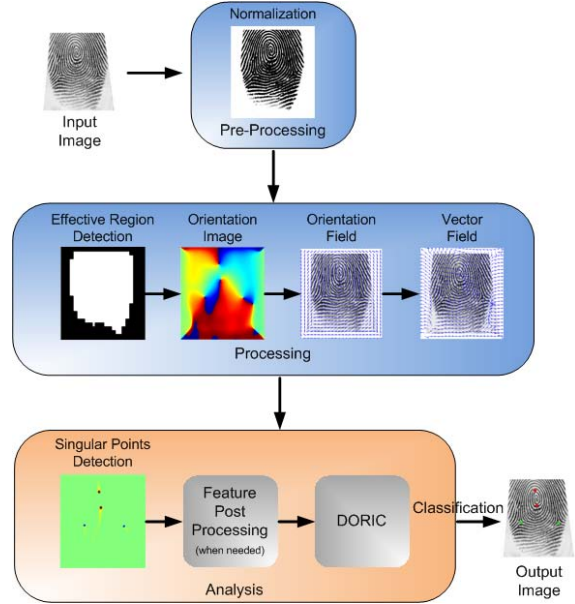 Normalization
Input
Image
Pre-Processing
Effective Region
Detection
Orientation
Image
Orientation
Field
Vector
Field
Processing
Singular Points
Detection
Feature
Post
Processing
(when needed)
DORIC
Classification
Analysis
Output
Image